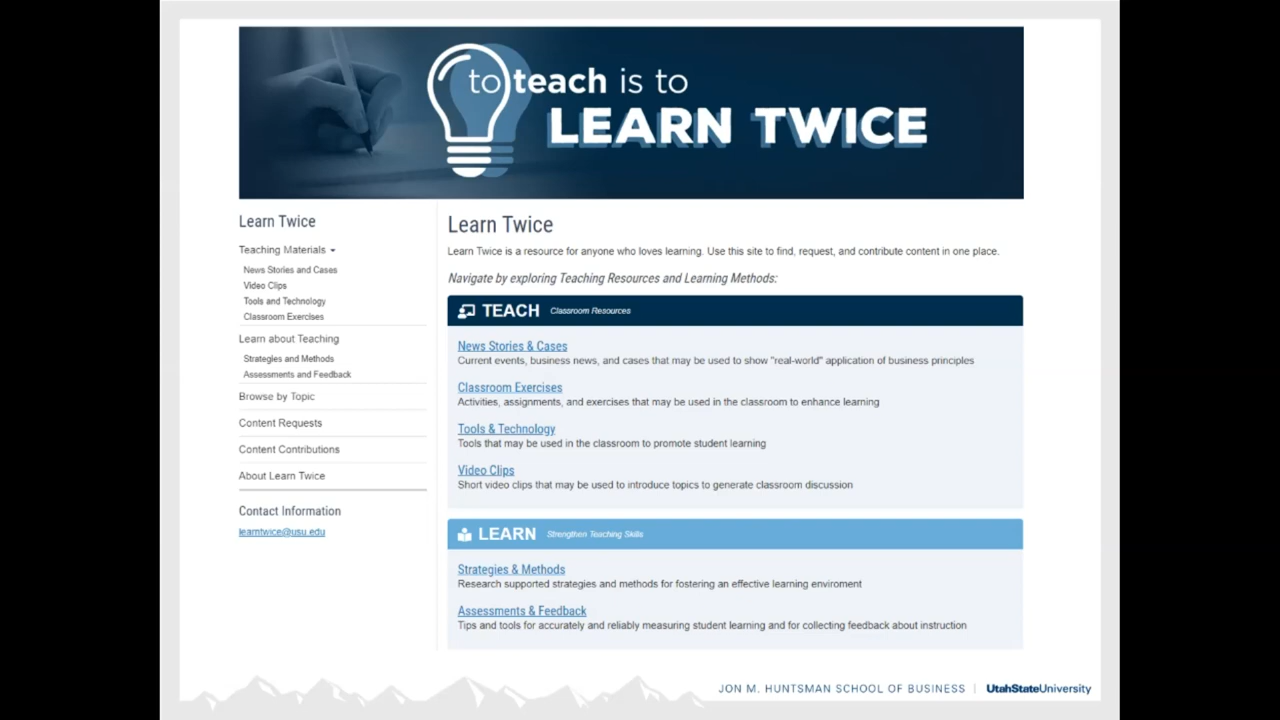 to teach is to
LEARN TWICE
Learn Twice
Teaching Materials
News Stories and Cases
Video Clips
Tools and Technology
Classroom Exercises
Learn about Teaching
Strategies and Methods
Assessments and Feedback
Browse by Topic
Content Requests
Content Contributions
About Learn Twice
Contact Information
learntwice@usu.edu
Learn Twice
Learn Twice is a resource for anyone who loves learning. Use this site to find, request, and contribute content in one place.
Navigate by exploring Teaching Resources and Learning Methods:
TEACH Classroom Resources
News Stories & Cases
Current events, business news, and cases that may be used to show "real-world" application of business principles
Classroom Exercises
Activities, assignments, and exercises that may be used in the classroom to enhance learning
Tools & Technology
Tools that may be used in the classroom to promote student learning
Video Clips
Short video clips that may be used to introduce topics to generate classroom discussion
LEARN Strengthen Teaching Skills
Strategies & Methods
Research supported strategies and methods for fostering an effective learning enviroment
Assessments & Feedback
Tips and tools for accurately and reliably measuring student learning and for collecting feedback about instruction
JON M. HUNTSMAN SCHOOL OF BUSINESS | UtahStateUniversity